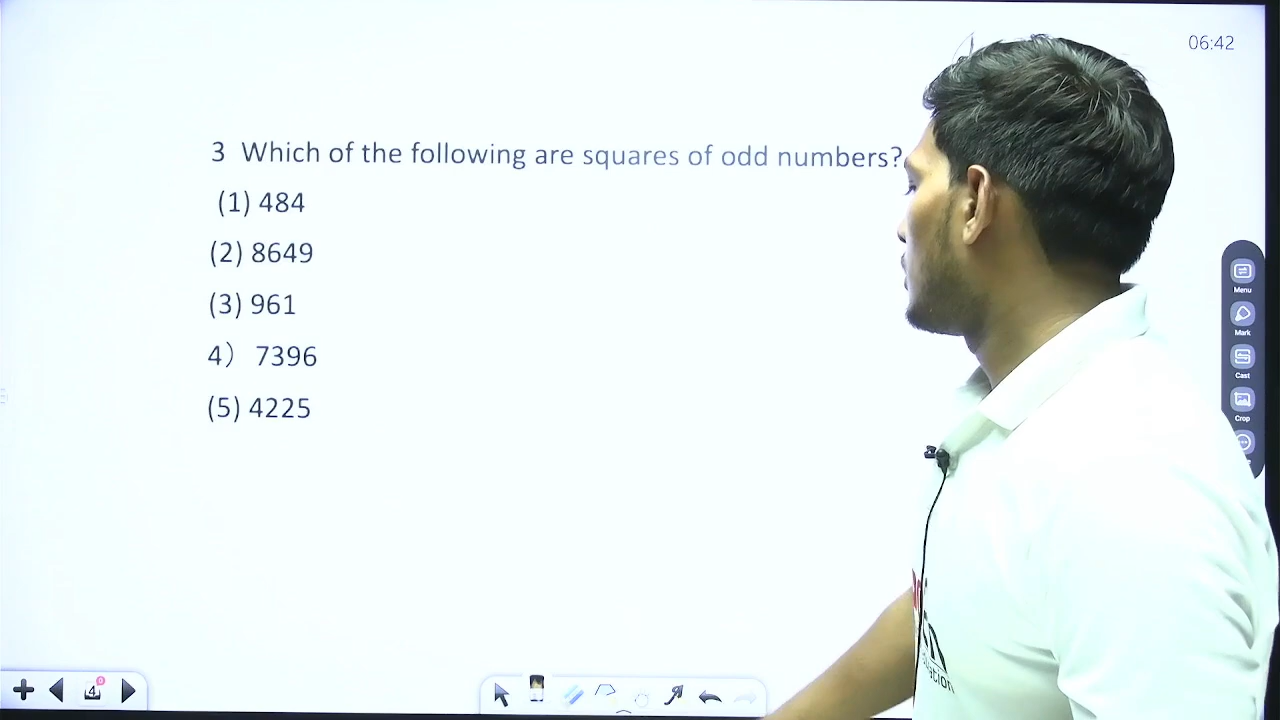 06:42
3 Which of the following are squares of odd numbers?
(1) 484
(2) 8649
(3) 961
4) 7396
(5) 4225
Menu
Mark
Cast
Crop
4